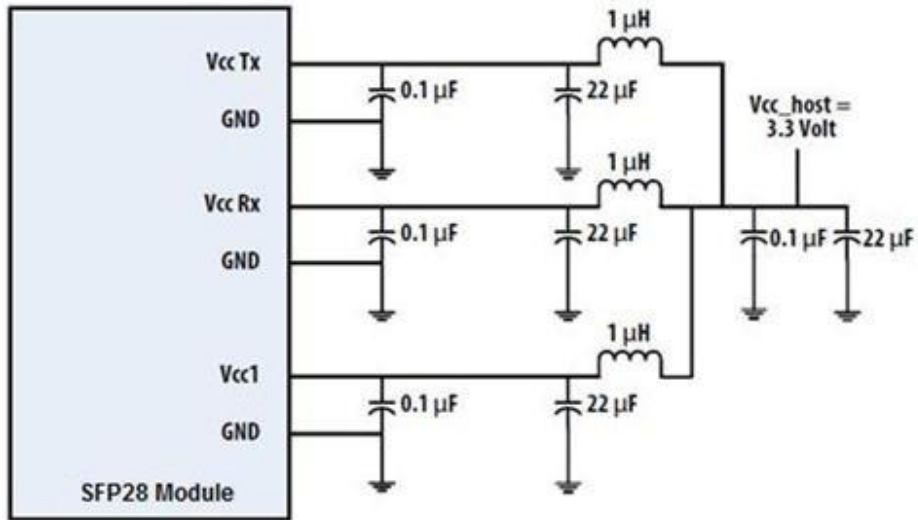 1 μH
Vcc Tx
0.1 μF
22 μF
GND
Vcc_host =
3.3 Volt
1 μH
Vcc Rx
0.1 μF
22 μF
0.1 μF
22 μF
GND
1 μH
Vcc1
0.1 μF
22 μF
GND
SFP28 Module